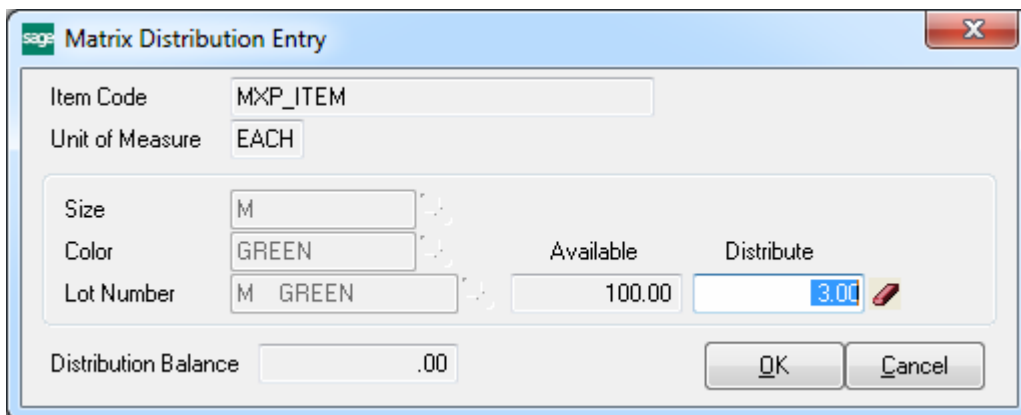 sage Matrix Distribution Entry
Item Code MXP_ITEM
Unit of Measure EACH
Size M
Color GREEN Available Distribute
Lot Number M GREEN 100.00 3.00
Distribution Balance .00 OK Cancel